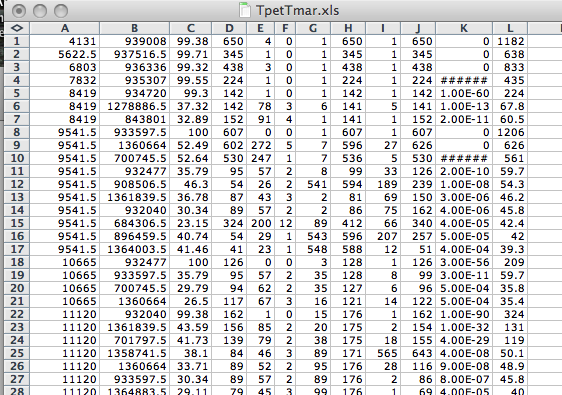 TpetTmar.xls
A B C D E F G H I J K L
1 4131 939008 99.38 650 4 0 1 650 1 650 0 1182
2 5622.5 937516.5 99.71 345 1 0 1 345 1 345 0 638
3 6803 936336 99.32 438 3 0 1 438 1 438 0 833
4 7832 935307 99.55 224 1 0 1 224 1 224 ###### 435
5 8419 934720 99.3 142 1 0 1 142 1 142 1.00E-60 224
6 8419 1278886.5 37.32 142 78 3 6 141 5 141 1.00E-13 67.8
7 8419 843801 32.89 152 91 4 1 141 1 152 2.00E-11 60.5
8 9541.5 933597.5 100 607 0 0 1 607 1 607 0 1206
9 9541.5 1360664 52.49 602 272 5 7 596 27 626 0 626
10 9541.5 700745.5 52.64 530 247 1 7 536 5 530 ###### 561
11 9541.5 932477 35.79 95 57 2 8 99 33 126 2.00E-10 59.7
12 9541.5 908506.5 46.3 54 26 2 541 594 189 239 1.00E-08 54.3
13 9541.5 1361839.5 36.78 87 43 3 2 81 69 150 3.00E-06 46.2
14 9541.5 932040 30.34 89 57 2 2 86 75 162 4.00E-06 45.8
15 9541.5 684306.5 23.15 324 200 12 89 412 66 340 4.00E-05 42.4
16 9541.5 896459.5 40.74 54 29 1 543 596 207 257 5.00E-05 42
17 9541.5 1364003.5 41.46 41 23 1 548 588 12 51 4.00E-04 39.3
18 10665 932477 100 126 0 0 3 128 1 126 3.00E-56 209
19 10665 933597.5 35.79 95 57 2 35 128 8 99 3.00E-11 59.7
20 10665 700745.5 29.79 94 62 2 35 127 6 96 5.00E-04 35.8
21 10665 1360664 26.5 117 67 3 16 121 14 122 5.00E-04 35.4
22 11120 932040 99.38 162 1 0 15 176 1 162 1.00E-90 324
23 11120 1361839.5 43.59 156 85 2 20 175 2 154 1.00E-32 131
24 11120 701797.5 41.73 139 79 2 38 175 18 155 4.00E-29 119
25 11120 1358741.5 38.1 84 46 3 89 171 565 643 4.00E-08 50.1
26 11120 1360664 33.71 89 52 2 95 176 28 116 9.00E-08 48.9
27 11120 933597.5 30.34 89 57 2 94 176 2 86 8.00E-07 45.8
28 11120 1364883.5 29.11 79 45 3 99 176 1 69 4.00E-05 40